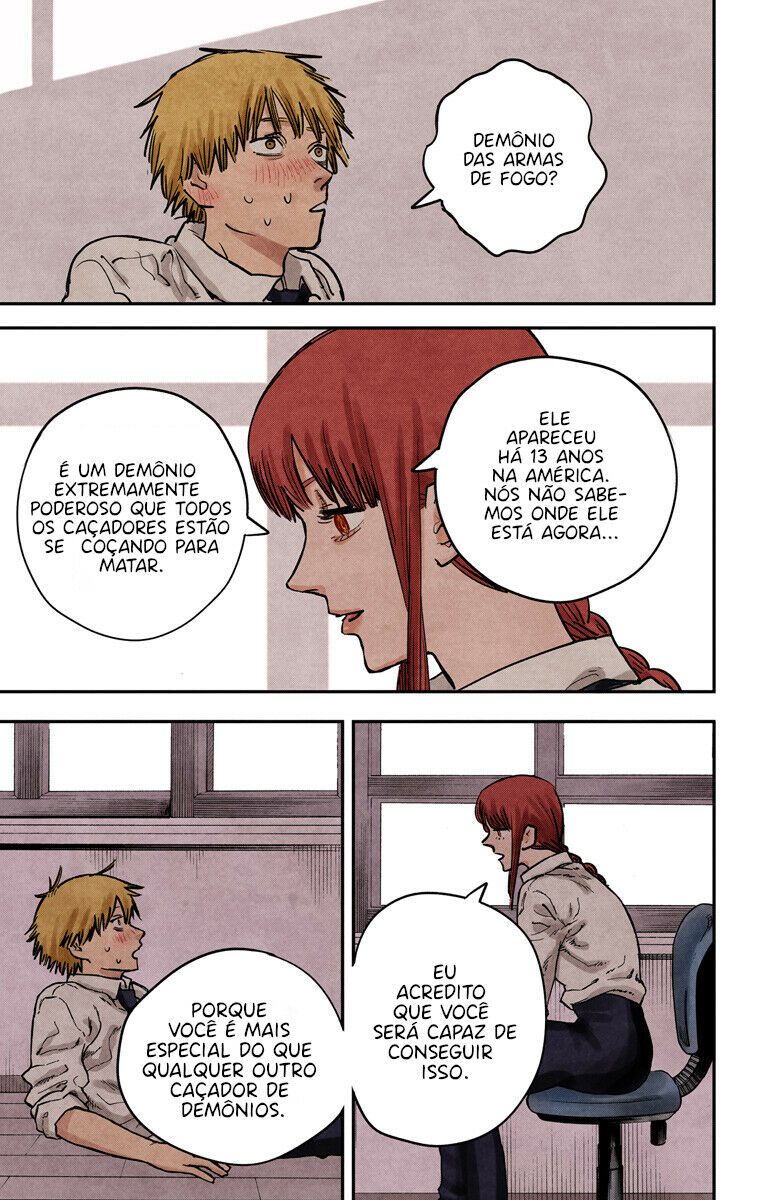 DEMÔNIO
DAS ARMAS
DE FOGO?
ELE
APARECEU
HÁ 13 ANOS
NA AMÉRICA.
NÓS NÃO SABE-
MOS ONDE ELE
ESTÁ AGORA...
É UM DEMÔNIO
EXTREMAMENTE
PODEROSO QUE TODOS
OS CAÇADORES ESTÃO
SE COÇANDO PARA
MATAR.
EU
ACREDITO
QUE VOCÊ
SERÁ CAPAZ DE
CONSEGUIR
ISSO.
PORQUE
VOCÊ É MAIS
ESPECIAL DO QUE
QUALQUER OUTRO
CAÇADOR DE
DEMÔNIOS.